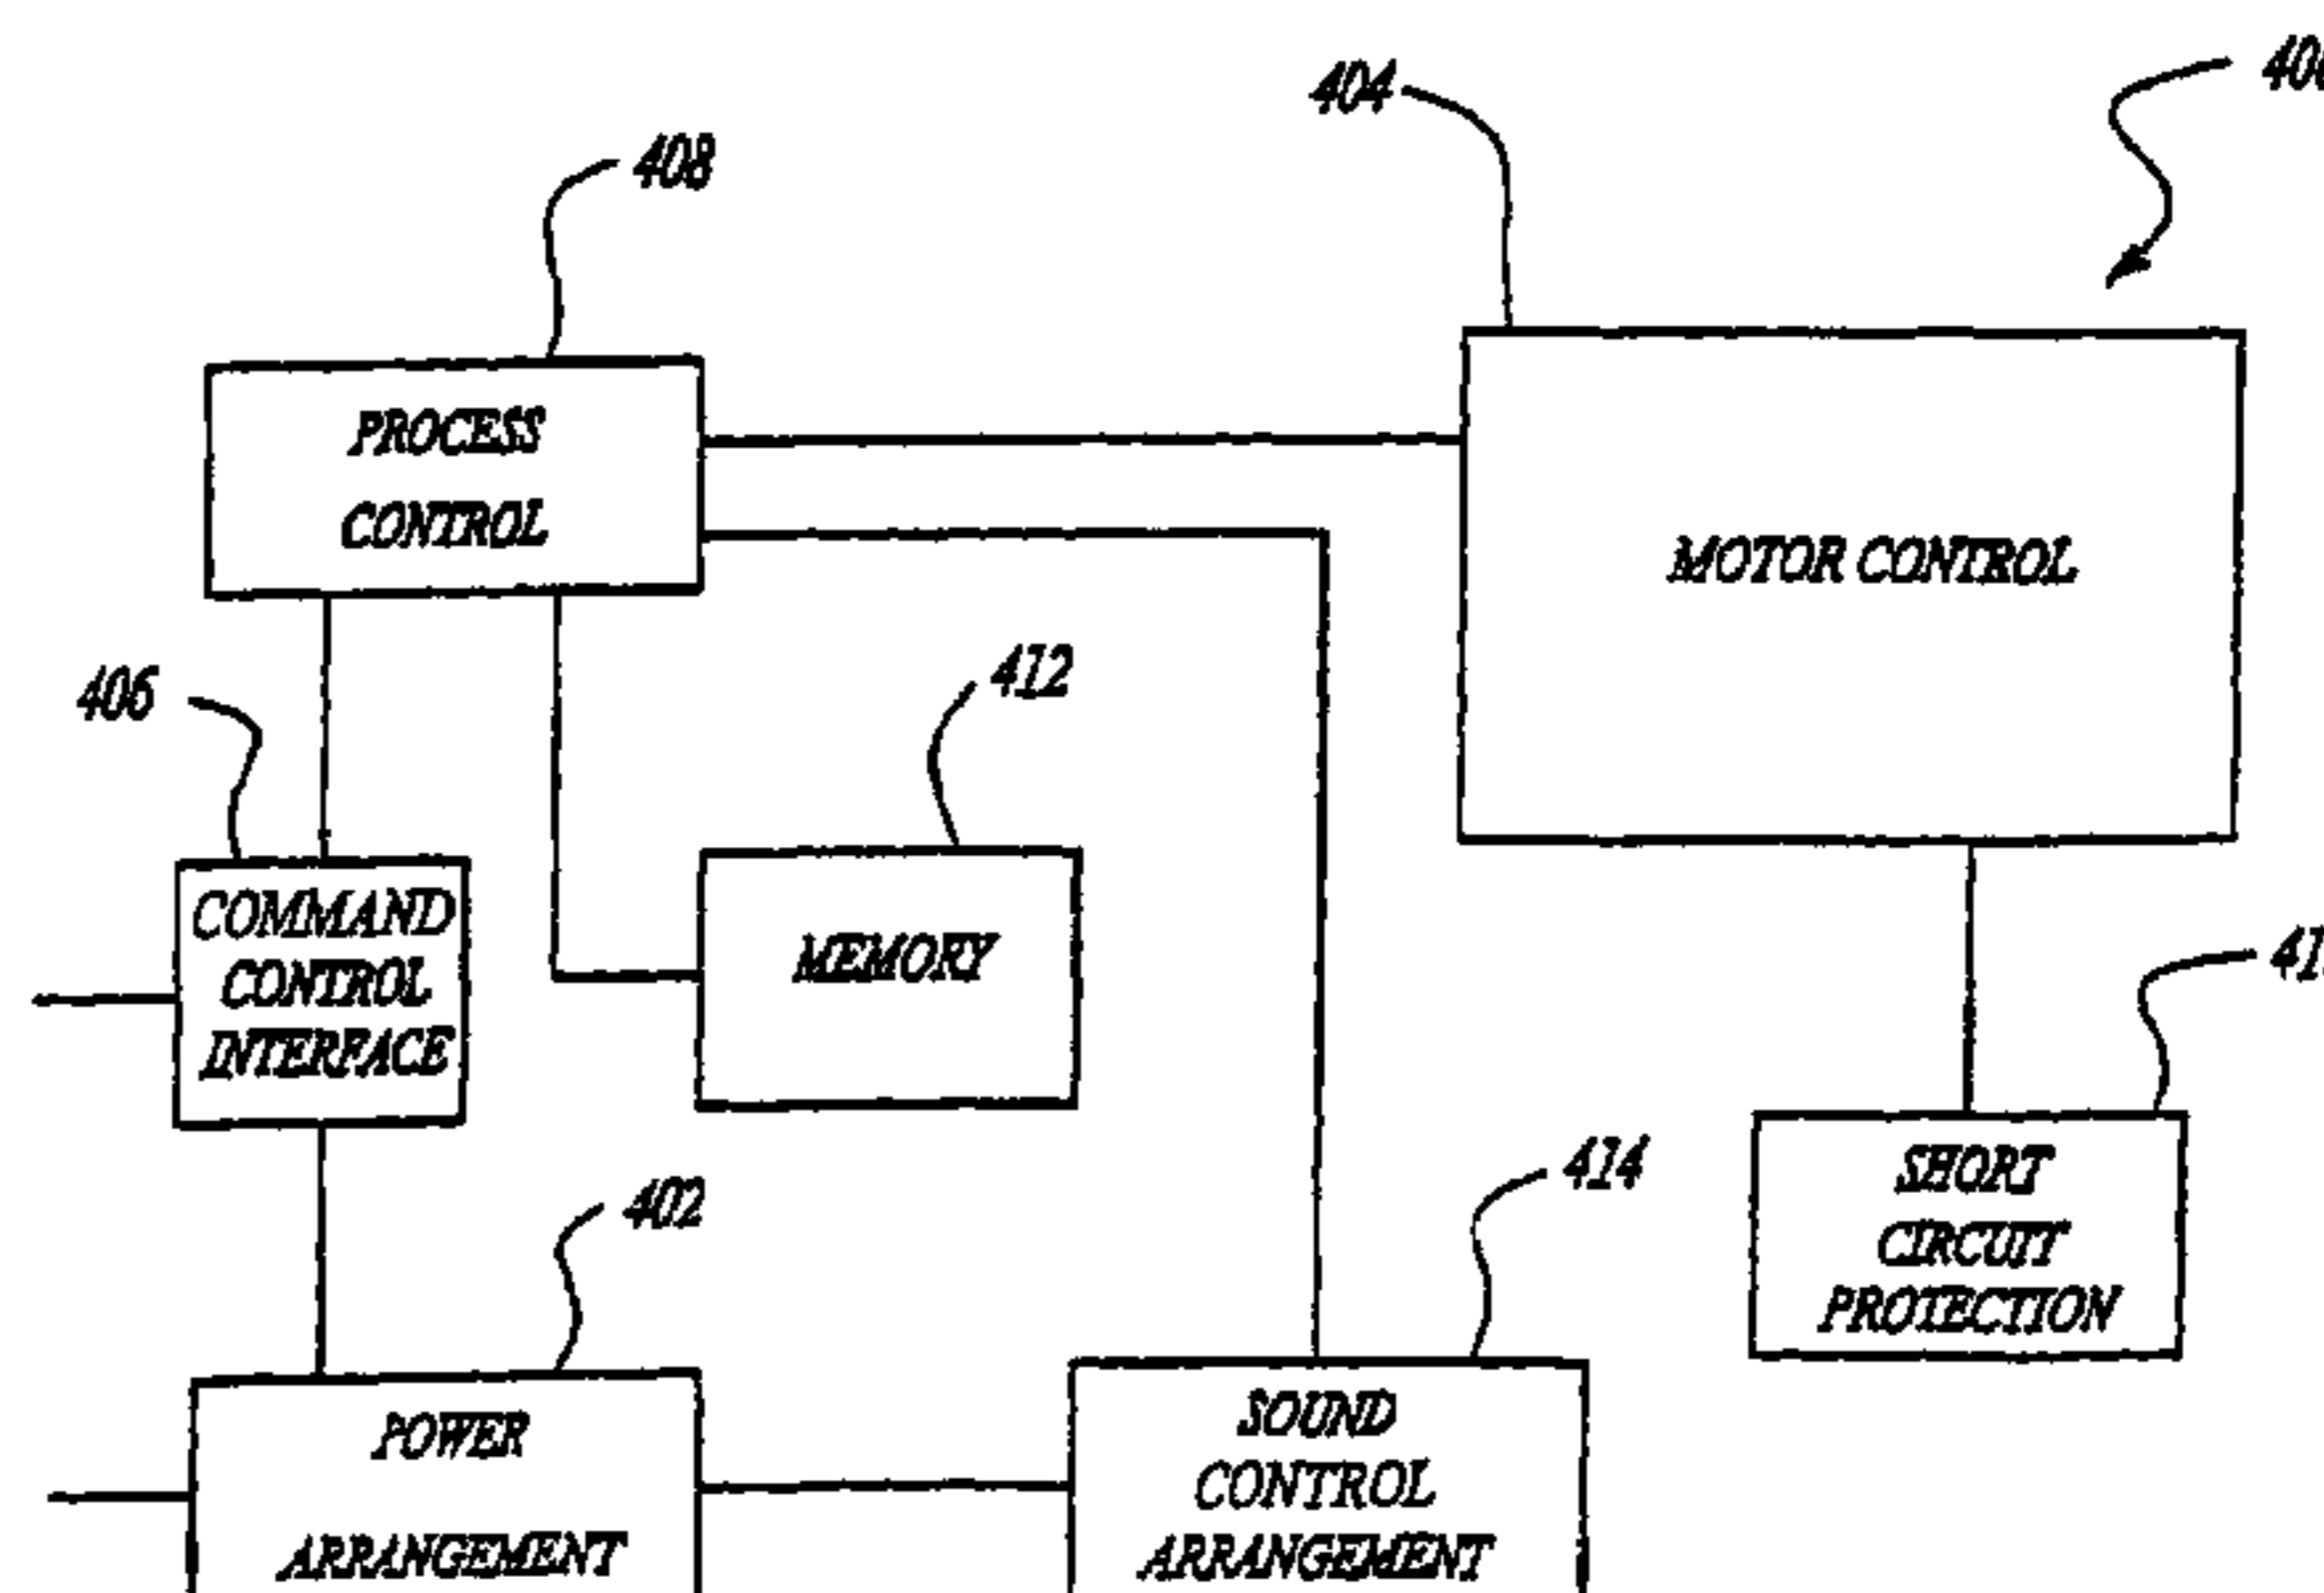 404
408
PROCESS
CONTROL
MOTOR CONTROL
406
412
COMMAND
CONTROL
INTERFACE
MEMORY
SHORT
CIRCUIT
PROTECTION
402
414
POWER
ARRANGEMENT
SOUND
CONTROL
ARRANGEMENT